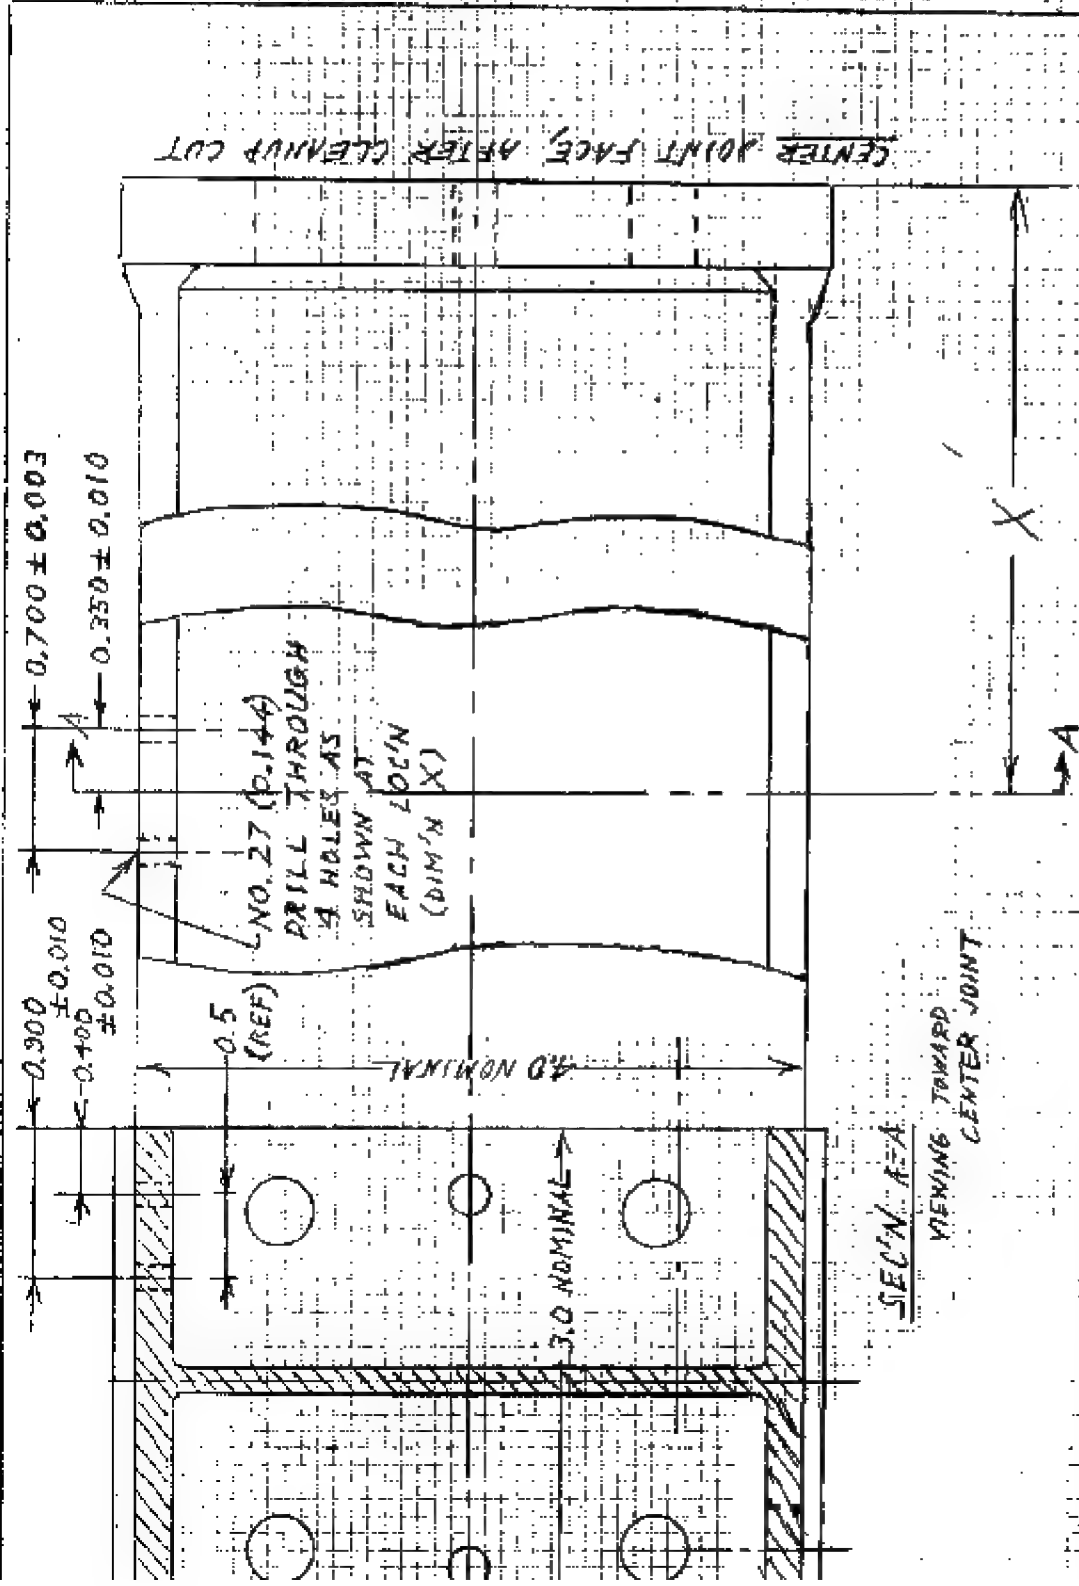 CENTER JOINT FACE, AFTER CLEANUP CUT
0.700 ± 0.003
0.350 ± 0.010
A
X
A
NO. 27 (0.144)
DRILL THROUGH
4 HOLES AS
SHOWN AT
EACH LOC'N
(DIM'N X)
0.900
±0.010
0.400
±0.010
0.5
(REF)
4.0 NOMINAL
3.0 NOMINAL
SEC'N A-A
VIEWING TOWARD
CENTER JOINT